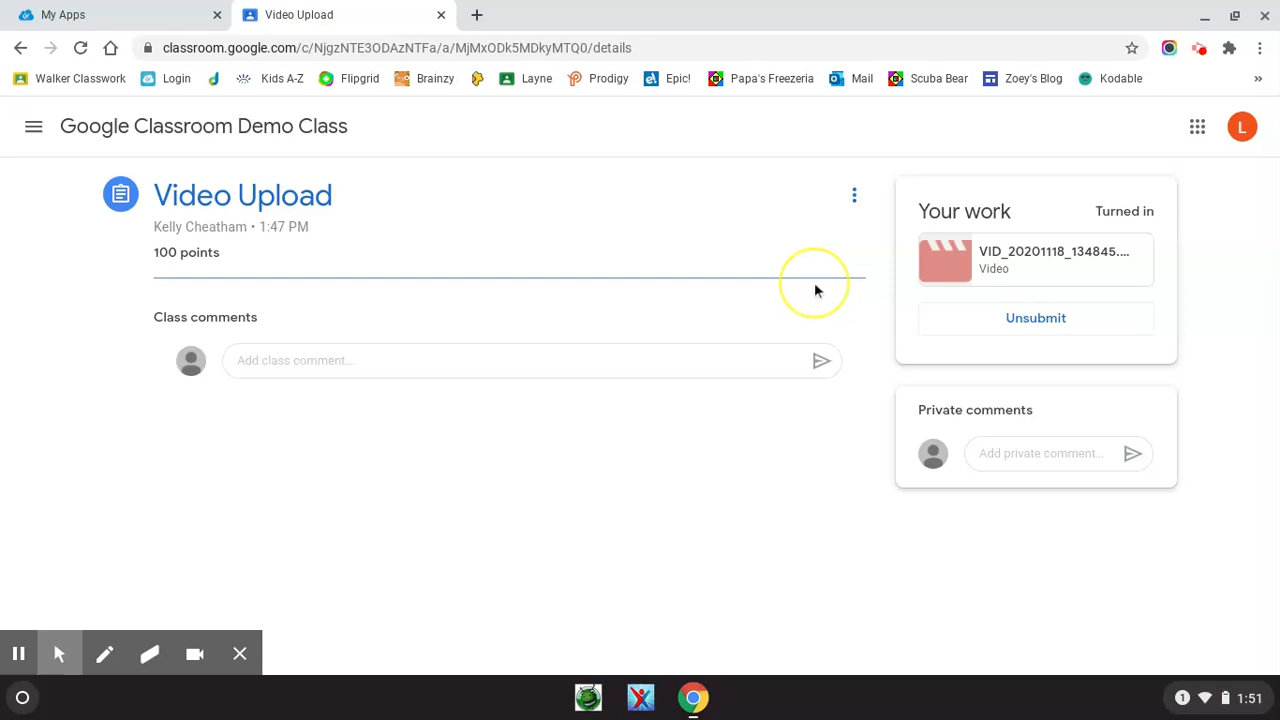 My Apps
Video Upload
classroom.google.com/c/NjgzNTE3ODAzNTFa/a/MjMxODk5MDkyMTQ0/details
Walker Classwork Login Kids A-Z Flipgrid Brainzy Layne Prodigy Epic! Papa's Freezeria Mail Scuba Bear Zoey's Blog Kodable »
Google Classroom Demo Class
L
Video Upload
Kelly Cheatham • 1:47 PM
100 points
Class comments
Add class comment...
Your work Turned in
VID_20201118_134845....
Video
Unsubmit
Private comments
Add private comment...
1 1:51